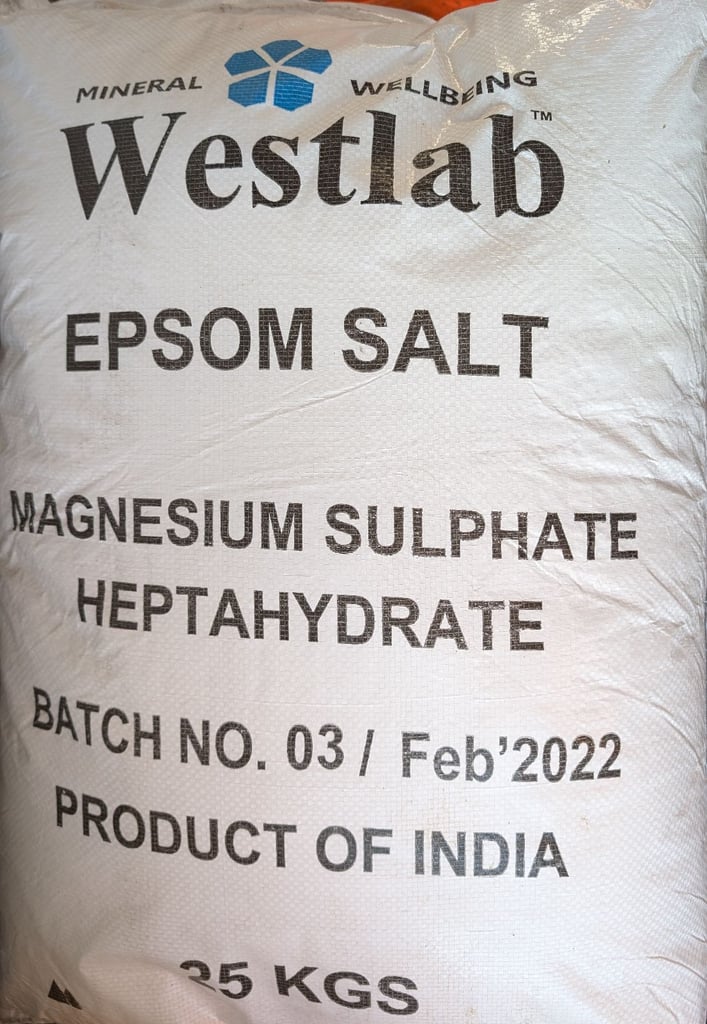 MINERAL WELLBEING
Westlab™
EPSOM SALT
MAGNESIUM SULPHATE
HEPTAHYDRATE
BATCH NO. 03 / Feb’2022
PRODUCT OF INDIA
25 KGS